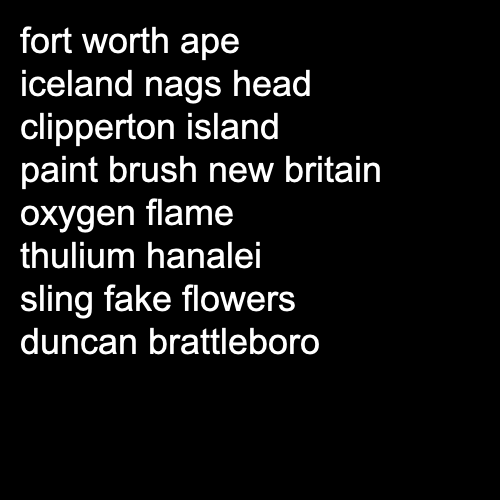 fort worth ape
iceland nags head
clipperton island
paint brush new britain
oxygen flame
thulium hanalei
sling fake flowers
duncan brattleboro